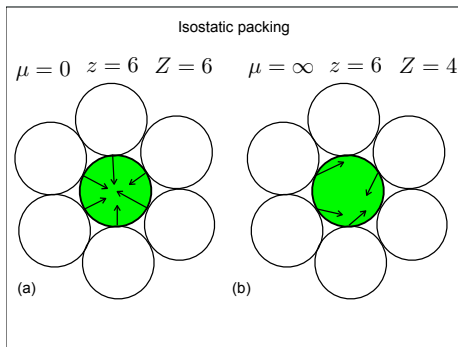 Isostatic packing
μ = 0 z = 6 Z = 6 μ = ∞ z = 6 Z = 4
(a) (b)